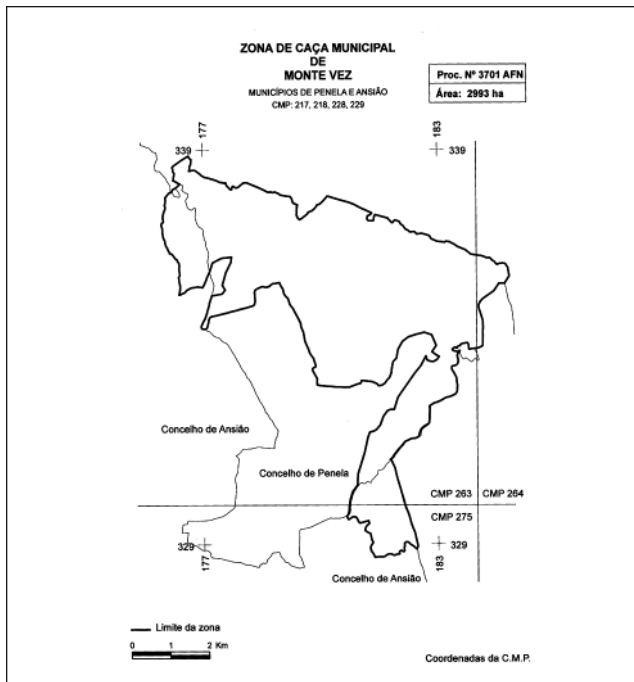 ZONA DE CAÇA MUNICIPAL
DE
MONTE VEZ
MUNICÍPIOS DE PENELA E ANSIÃO
CMP: 217, 218, 228, 229
Proc. Nº 3701 AFN
Área: 2993 ha
177
183
339
339
Concelho de Ansião
Concelho de Penela
CMP 263
CMP 264
CMP 275
329
177
183
329
Concelho de Ansião
Limite da zona
0 1 2 Km
Coordenadas da C.M.P.